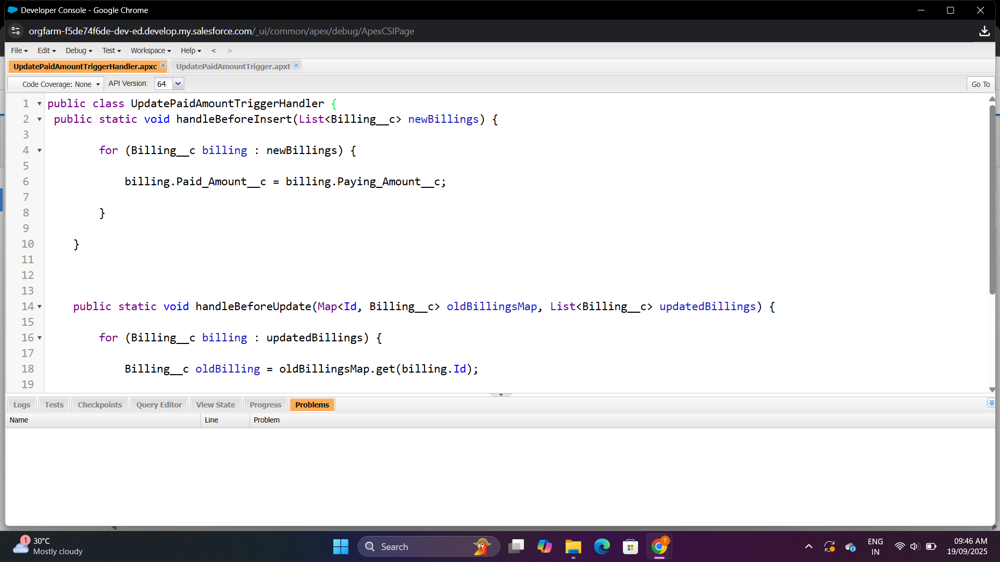 Developer Console - Google Chrome
orgfarm-f5de74f6de-dev-ed.develop.my.salesforce.com/_ui/common/apex/debug/ApexCSIPage
File Edit Debug Test Workspace Help < >
UpdatePaidAmountTriggerHandler.apxc UpdatePaidAmountTrigger.apxt
Code Coverage: None API Version: 64 Go To
1 public class UpdatePaidAmountTriggerHandler {
2 public static void handleBeforeInsert(List<Billing__c> newBillings) {
3
4 for (Billing__c billing : newBillings) {
5
6 billing.Paid_Amount__c = billing.Paying_Amount__c;
7
8 }
9
10 }
11
12
13
14 public static void handleBeforeUpdate(Map<Id, Billing__c> oldBillingsMap, List<Billing__c> updatedBillings) {
15
16 for (Billing__c billing : updatedBillings) {
17
18 Billing__c oldBilling = oldBillingsMap.get(billing.Id);
19
Logs Tests Checkpoints Query Editor View State Progress Problems
Name Line Problem
1 30°C
Mostly cloudy
Search
T
ENG
IN
09:46 AM
19/09/2025